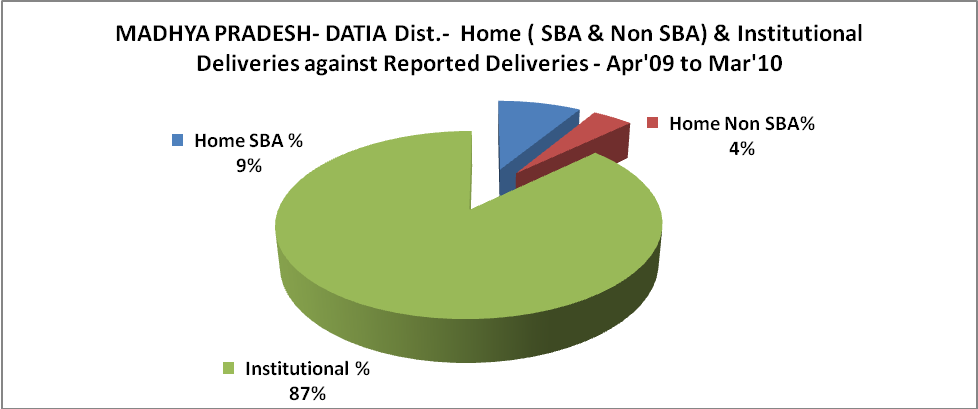 MADHYA PRADESH- DATIA Dist.-  Home ( SBA & Non SBA) & Institutional
Deliveries against Reported Deliveries - Apr'09 to Mar'10
Home SBA %
9%
Home Non SBA%
4%
Institutional %
87%